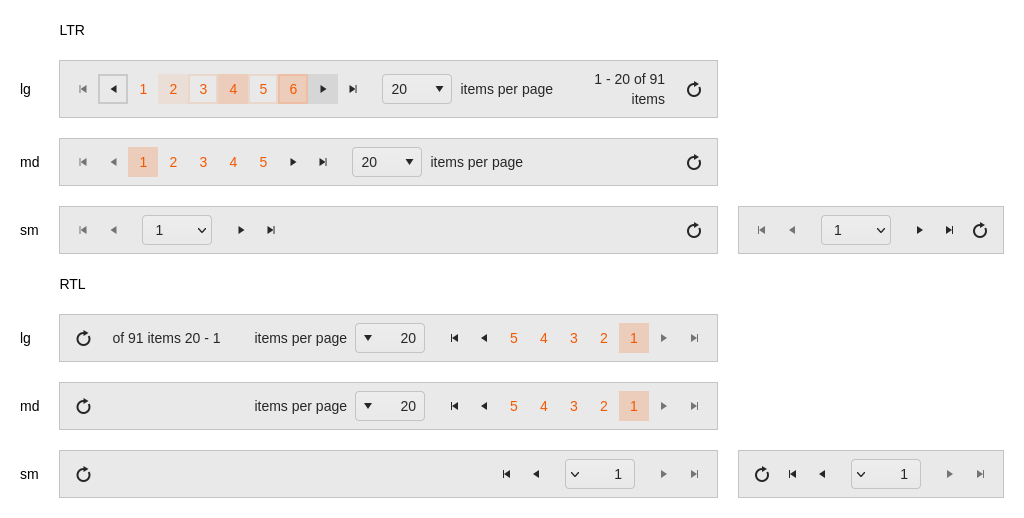 LTR
lg 1 2 3 4 5 6 20 items per page 1 - 20 of 91
items
md 1 2 3 4 5 20 items per page
sm 1 1
RTL
lg of 91 items 20 - 1 items per page 20 5 4 3 2 1
md items per page 20 5 4 3 2 1
sm 1 1